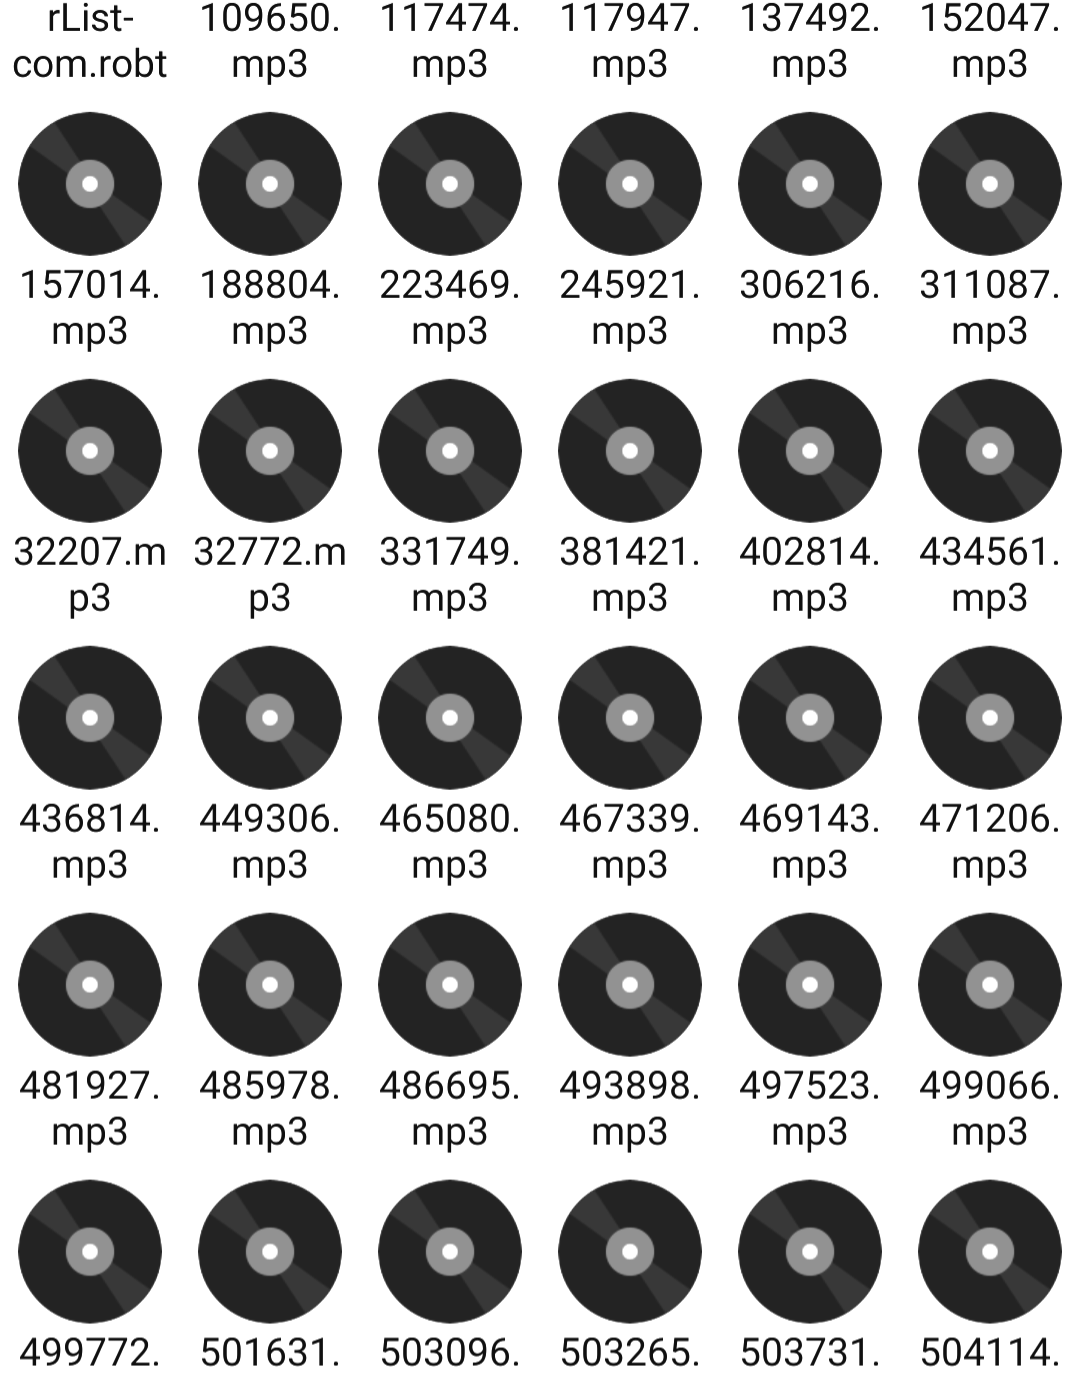 rList- 109650. 117474. 117947. 137492. 152047.
com.robt mp3 mp3 mp3 mp3 mp3
157014. 188804. 223469. 245921. 306216. 311087.
mp3 mp3 mp3 mp3 mp3 mp3
32207.m 32772.m 331749. 381421. 402814. 434561.
p3 p3 mp3 mp3 mp3 mp3
436814. 449306. 465080. 467339. 469143. 471206.
mp3 mp3 mp3 mp3 mp3 mp3
481927. 485978. 486695. 493898. 497523. 499066.
mp3 mp3 mp3 mp3 mp3 mp3
499772. 501631. 503096. 503265. 503731. 504114.